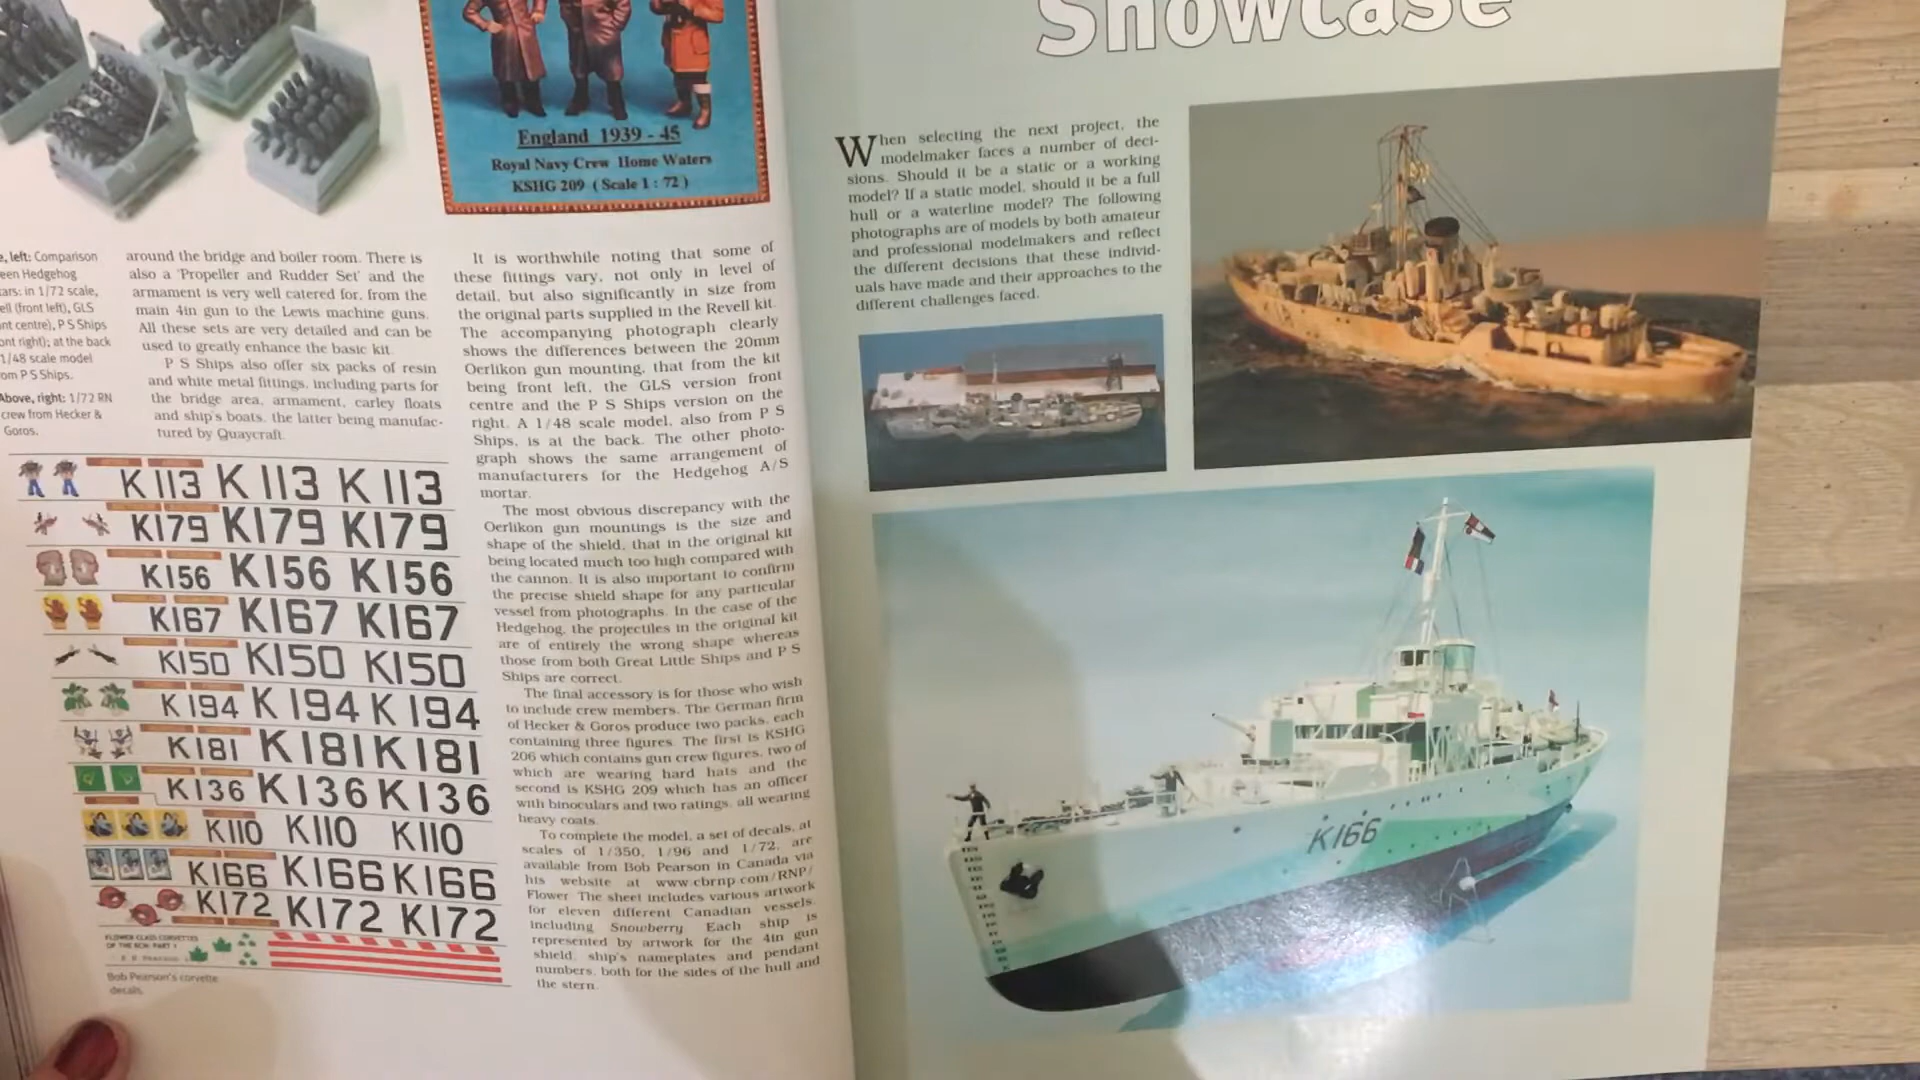 England 1939 - 45
Royal Navy Crew Home Waters
KSHG 209 ( Scale 1 : 72 )
e, left: Comparison
een Hedgehog
ars: in 1/72 scale,
ell (front left), GLS
nt centre), P S Ships
ont right); at the back
1/48 scale model
om P S Ships.
Above, right: 1/72 RN
crew from Hecker &
Goros.
around the bridge and boiler room. There is
also a 'Propeller and Rudder Set' and the
armament is very well catered for, from the
main 4in gun to the Lewis machine guns.
All these sets are very detailed and can be
used to greatly enhance the basic kit.
P S Ships also offer six packs of resin
and white metal fittings, including parts for
the bridge area, armament, carley floats
and ship's boats, the latter being manufac-
tured by Quaycraft.
K113 K113 K113
K179 K179 K179
K156 K156 K156
K167 K167 K167
K150 K150 K150
K194 K194 K194
K181 K181 K181
K136 K136 K136
K110 K110 K110
K166 K166 K166
K172 K172 K172
FLOWER CLASS CORVETTES
OF THE RCN PART 1
Bob Pearson's corvette
decals.
It is worthwhile noting that some of
these fittings vary, not only in level of
detail, but also significantly in size from
the original parts supplied in the Revell kit.
The accompanying photograph clearly
shows the differences between the 20mm
Oerlikon gun mounting, that from the kit
being front left, the GLS version front
centre and the P S Ships version on the
right. A 1/48 scale model, also from P S
Ships, is at the back. The other photo-
graph shows the same arrangement of
manufacturers for the Hedgehog A/S
mortar.
The most obvious discrepancy with the
Oerlikon gun mountings is the size and
shape of the shield, that in the original kit
being located much too high compared with
the cannon. It is also important to confirm
the precise shield shape for any particular
vessel from photographs. In the case of the
Hedgehog, the projectiles in the original kit
are of entirely the wrong shape whereas
those from both Great Little Ships and P S
Ships are correct.
The final accessory is for those who wish
to include crew members. The German firm
of Hecker & Goros produce two packs, each
containing three figures. The first is KSHG
206 which contains gun crew figures, two of
which are wearing hard hats and the
second is KSHG 209 which has an officer
with binoculars and two ratings, all wearing
heavy coats.
To complete the model, a set of decals, at
scales of 1/350, 1/96 and 1/72, are
available from Bob Pearson in Canada via
his website at www.cbrnp.com/RNP/
Flower. The sheet includes various artwork
for eleven different Canadian vessels,
including Snowberry. Each ship is
represented by artwork for the 4in gun
shield, ship's nameplates and pendant
numbers, both for the sides of the hull and
the stern.
Showcase
When selecting the next project, the
modelmaker faces a number of deci-
sions. Should it be a static or a working
model? If a static model, should it be a full
hull or a waterline model? The following
photographs are of models by both amateur
and professional modelmakers and reflect
the different decisions that these individ-
uals have made and their approaches to the
different challenges faced.
K166